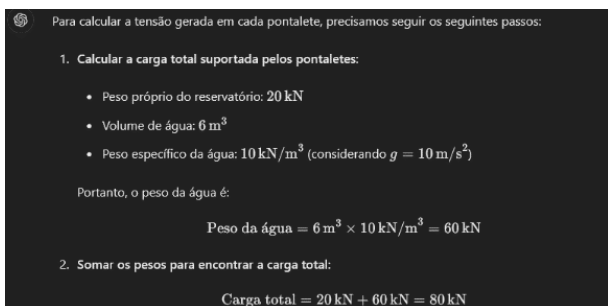 Para calcular a tensão gerada em cada pontalete, precisamos seguir os seguintes passos:
1. Calcular a carga total suportada pelos pontaletes:
• Peso próprio do reservatório: 20 kN
• Volume de água: 6 m³
• Peso específico da água: 10 kN/m³ (considerando g = 10 m/s²)
Portanto, o peso da água é:
Peso da água = 6 m³ × 10 kN/m³ = 60 kN
2. Somar os pesos para encontrar a carga total:
Carga total = 20 kN + 60 kN = 80 kN